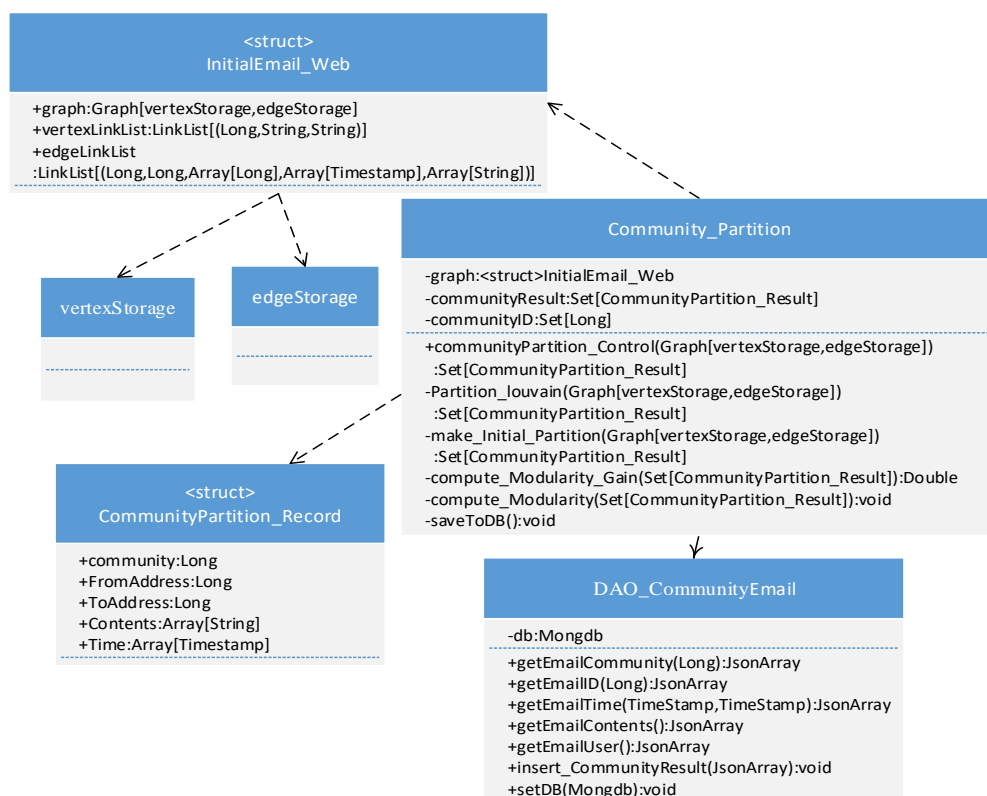 <struct>
InitialEmail_Web
+graph:Graph[vertexStorage,edgeStorage]
+vertexLinkList:LinkList[(Long,String,String)]
+edgeLinkList
:LinkList[(Long,Long,Array[Long],Array[Timestamp],Array[String])]
vertexStorage
edgeStorage
Community_Partition
-graph:<struct>InitialEmail_Web
-communityResult:Set[CommunityPartition_Result]
-communityID:Set[Long]
+communityPartition_Control(Graph[vertexStorage,edgeStorage])
:Set[CommunityPartition_Result]
-Partition_louvain(Graph[vertexStorage,edgeStorage])
:Set[CommunityPartition_Result]
-make_Initial_Partition(Graph[vertexStorage,edgeStorage])
:Set[CommunityPartition_Result]
-compute_Modularity_Gain(Set[CommunityPartition_Result]):Double
-compute_Modularity(Set[CommunityPartition_Result]):void
-saveToDB():void
<struct>
CommunityPartition_Record
+community:Long
+FromAddress:Long
+ToAddress:Long
+Contents:Array[String]
+Time:Array[Timestamp]
DAO_CommunityEmail
-db:Mongdb
+getEmailCommunity(Long):JsonArray
+getEmailID(Long):JsonArray
+getEmailTime(TimeStamp,TimeStamp):JsonArray
+getEmailContents():JsonArray
+getEmailUser():JsonArray
+insert_CommunityResult(JsonArray):void
+setDB(Mongdb):void